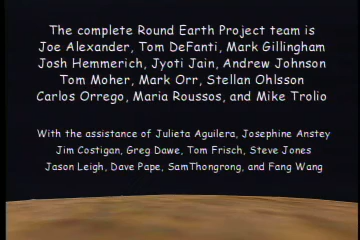 The complete Round Earth Project team is
Joe Alexander, Tom DeFanti, Mark Gillingham
Josh Hemmerich, Jyoti Jain, Andrew Johnson
Tom Moher, Mark Orr, Stellan Ohlsson
Carlos Orrego, Maria Roussos, and Mike Trolio
With the assistance of Julieta Aguilera, Josephine Anstey
Jim Costigan, Greg Dawe, Tom Frisch, Steve Jones
Jason Leigh, Dave Pape, SamThongrong, and Fang Wang